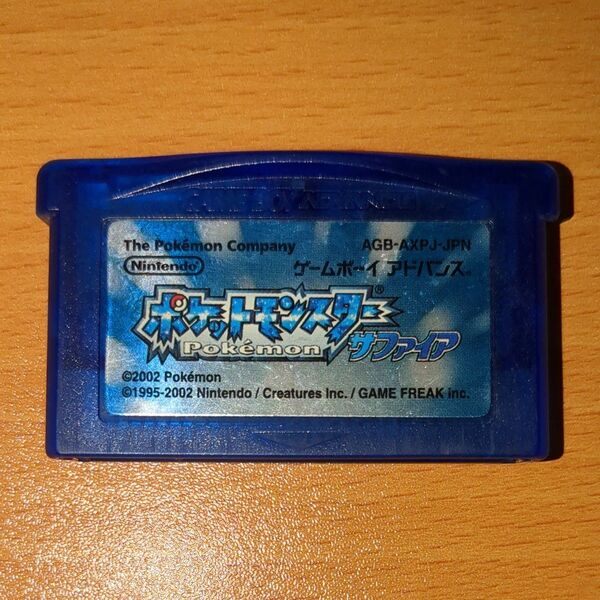 The Pokémon Company AGB-AXPJ-JPN
Nintendo ゲームボーイ アドバンス
ポケットモンスター®
Pokémon サファイア
©2002 Pokémon
©1995-2002 Nintendo / Creatures inc. / GAME FREAK inc.